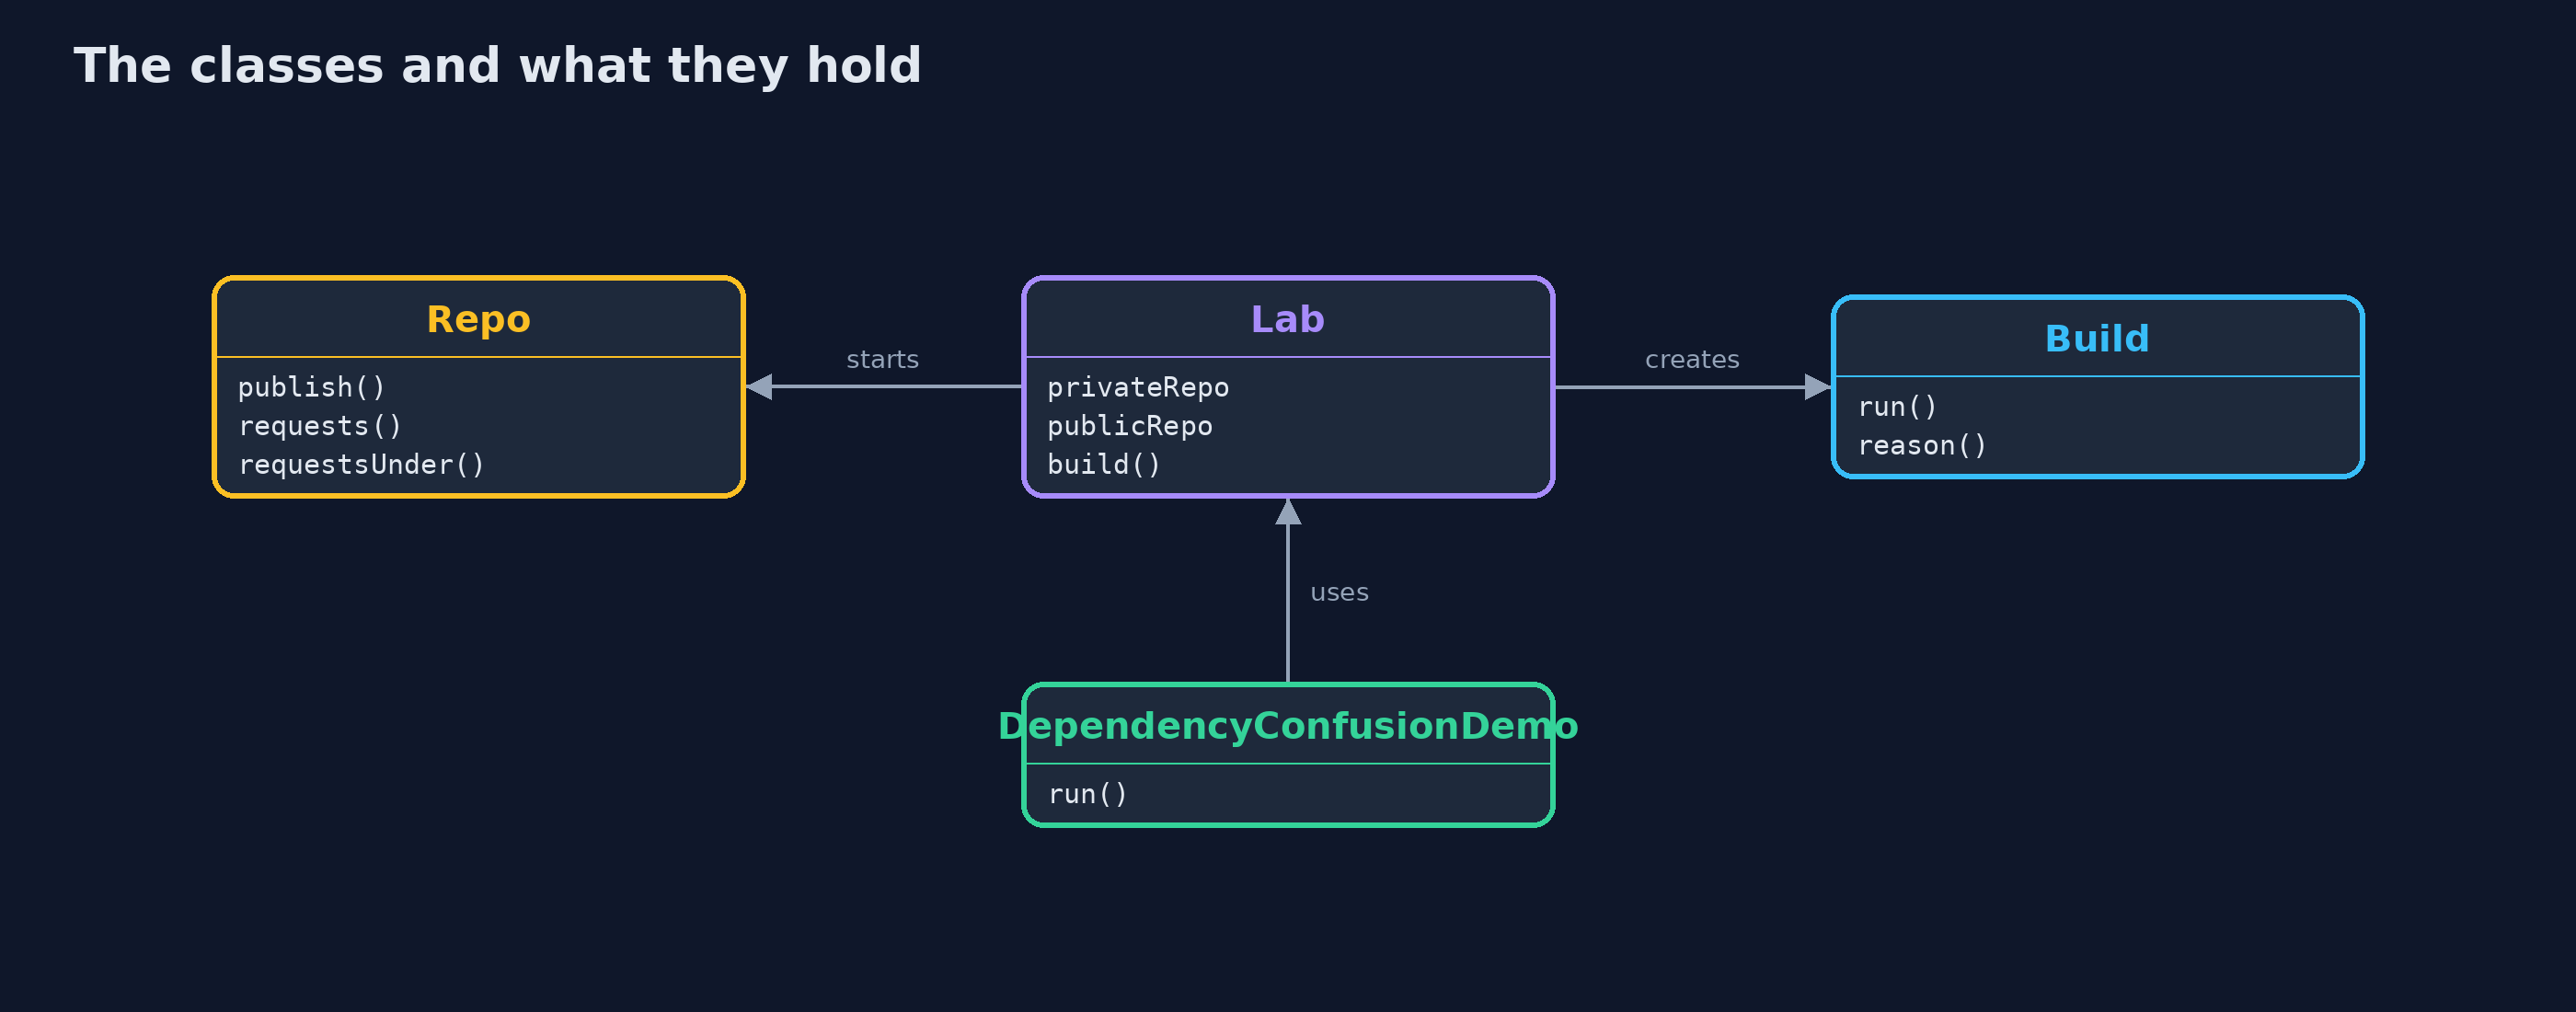 The classes and what they hold
Repo
publish()
requests()
requestsUnder()
starts
Lab
privateRepo
publicRepo
build()
creates
Build
run()
reason()
uses
DependencyConfusionDemo
run()